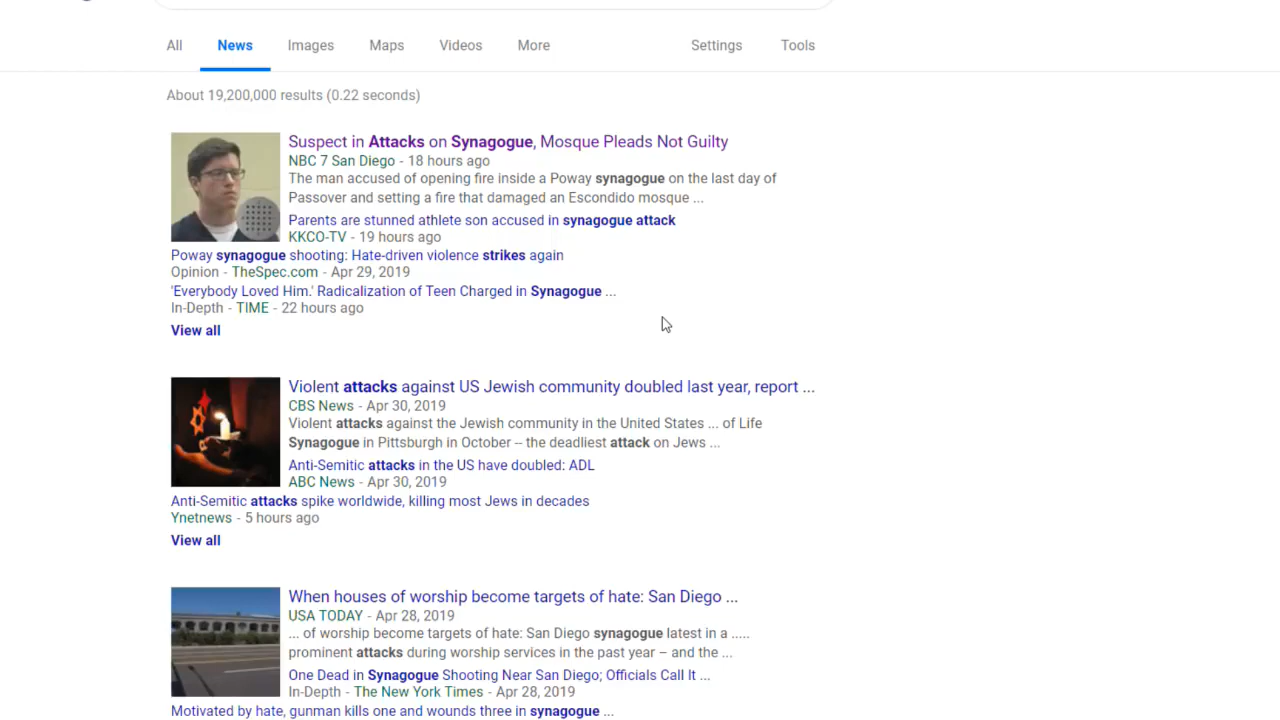 All News Images Maps Videos More Settings Tools
About 19,200,000 results (0.22 seconds)
Suspect in Attacks on Synagogue, Mosque Pleads Not Guilty
NBC 7 San Diego - 18 hours ago
The man accused of opening fire inside a Poway synagogue on the last day of
Passover and setting a fire that damaged an Escondido mosque ...
Parents are stunned athlete son accused in synagogue attack
KKCO-TV - 19 hours ago
Poway synagogue shooting: Hate-driven violence strikes again
Opinion - TheSpec.com - Apr 29, 2019
'Everybody Loved Him.' Radicalization of Teen Charged in Synagogue ...
In-Depth - TIME - 22 hours ago
View all
Violent attacks against US Jewish community doubled last year, report ...
CBS News - Apr 30, 2019
Violent attacks against the Jewish community in the United States ... of Life
Synagogue in Pittsburgh in October – the deadliest attack on Jews ...
Anti-Semitic attacks in the US have doubled: ADL
ABC News - Apr 30, 2019
Anti-Semitic attacks spike worldwide, killing most Jews in decades
Ynetnews - 5 hours ago
View all
When houses of worship become targets of hate: San Diego ...
USA TODAY - Apr 28, 2019
... of worship become targets of hate: San Diego synagogue latest in a .....
prominent attacks during worship services in the past year – and the ...
One Dead in Synagogue Shooting Near San Diego; Officials Call It ...
In-Depth - The New York Times - Apr 28, 2019
Motivated by hate, gunman kills one and wounds three in synagogue ...